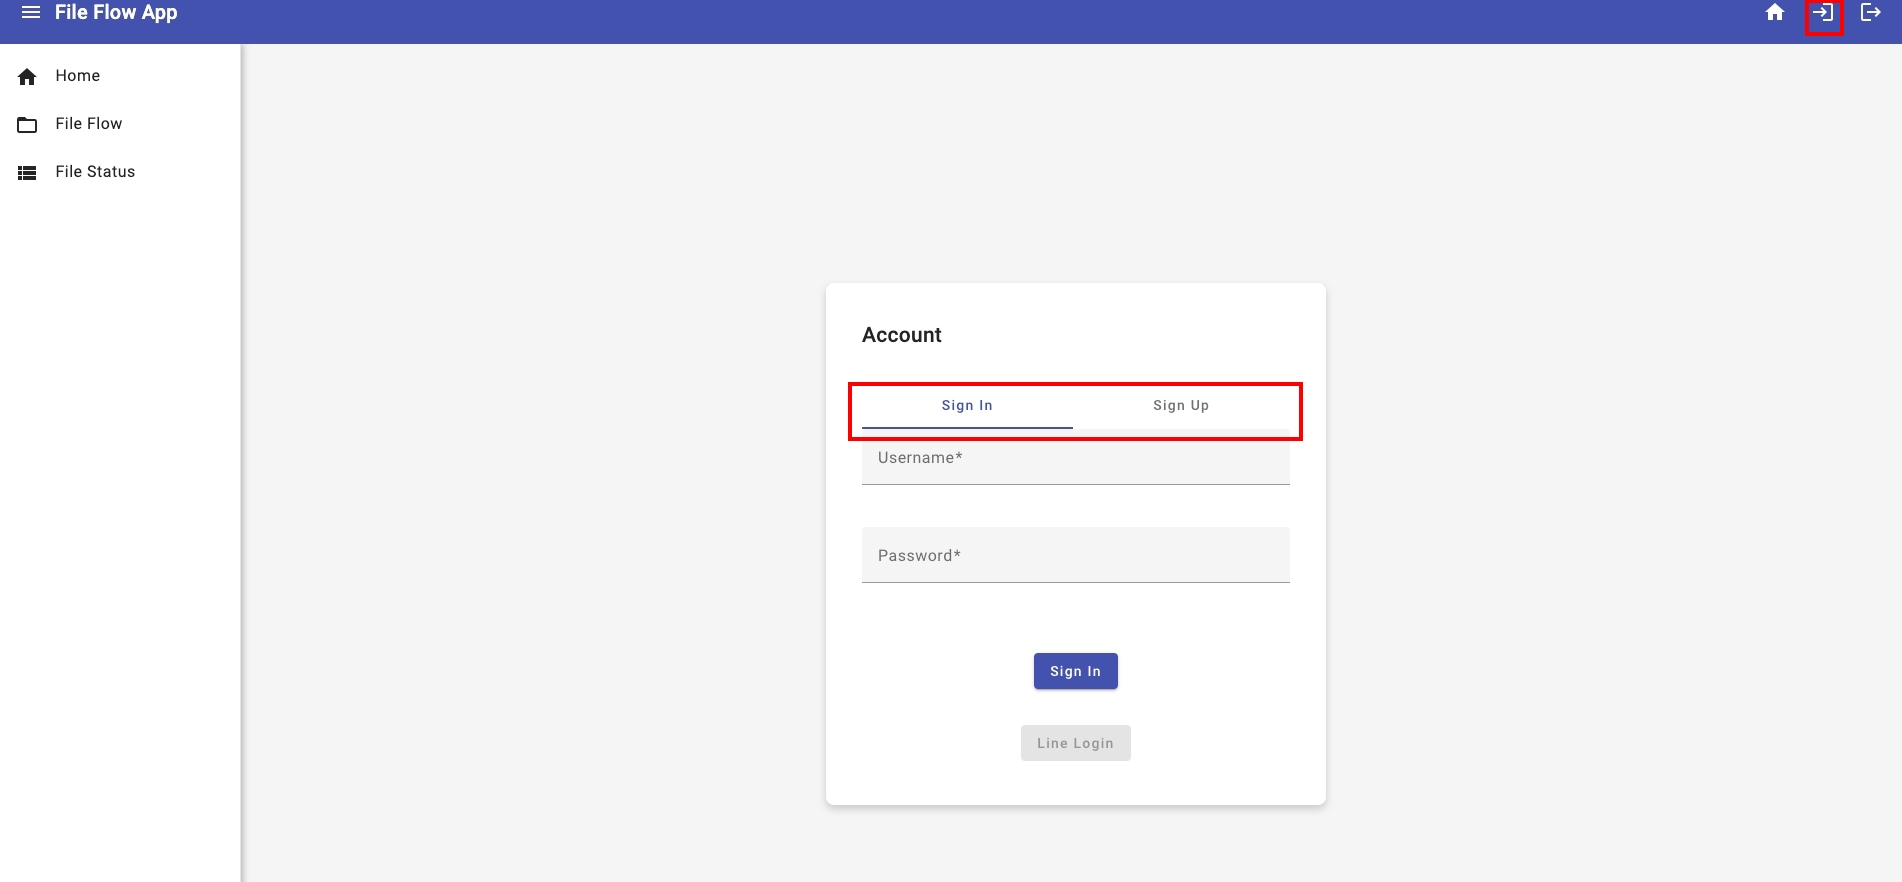 File Flow App
Home
File Flow
File Status
Account
Sign In
Sign Up
Username*
Password*
Sign In
Line Login